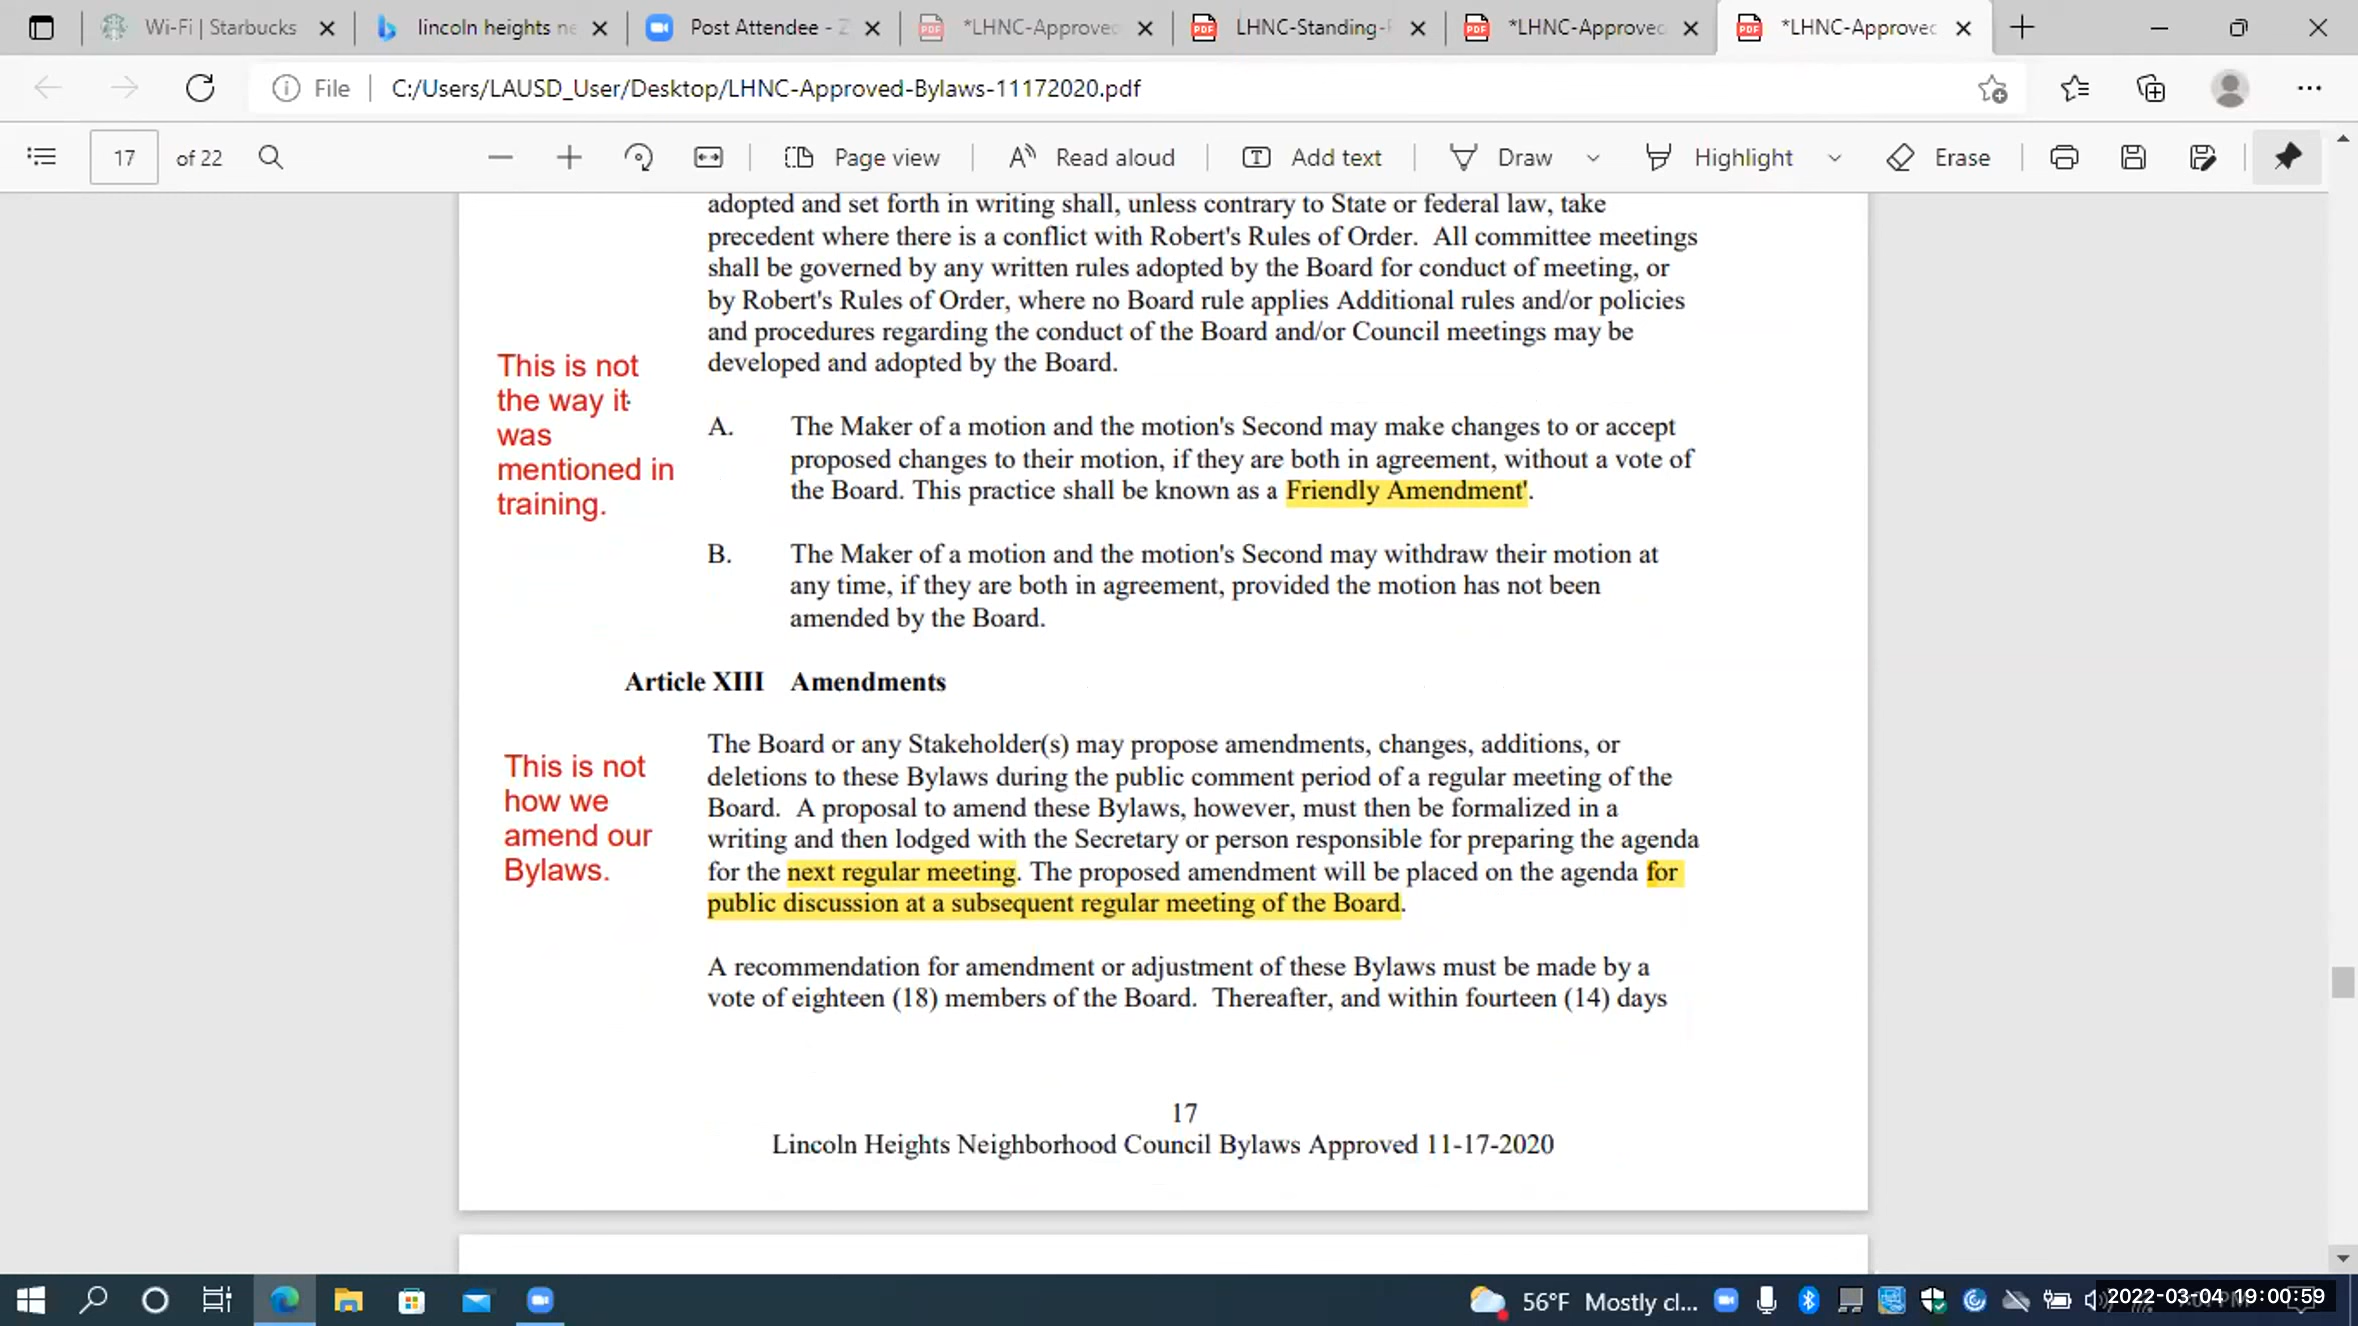 Wi-Fi | Starbucks
lincoln heights ne
Post Attendee - Z
*LHNC-Approved
LHNC-Standing-R
*LHNC-Approved
*LHNC-Approved
File
C:/Users/LAUSD_User/Desktop/LHNC-Approved-Bylaws-11172020.pdf
17 of 22
Page view
Read aloud
Add text
Draw
Highlight
Erase
adopted and set forth in writing shall, unless contrary to State or federal law, take
precedent where there is a conflict with Robert's Rules of Order. All committee meetings
shall be governed by any written rules adopted by the Board for conduct of meeting, or
by Robert's Rules of Order, where no Board rule applies Additional rules and/or policies
and procedures regarding the conduct of the Board and/or Council meetings may be
developed and adopted by the Board.
This is not
the way it
was
mentioned in
training.
A. The Maker of a motion and the motion's Second may make changes to or accept
proposed changes to their motion, if they are both in agreement, without a vote of
the Board. This practice shall be known as a Friendly Amendment'.
B. The Maker of a motion and the motion's Second may withdraw their motion at
any time, if they are both in agreement, provided the motion has not been
amended by the Board.
Article XIII Amendments
This is not
how we
amend our
Bylaws.
The Board or any Stakeholder(s) may propose amendments, changes, additions, or
deletions to these Bylaws during the public comment period of a regular meeting of the
Board. A proposal to amend these Bylaws, however, must then be formalized in a
writing and then lodged with the Secretary or person responsible for preparing the agenda
for the next regular meeting. The proposed amendment will be placed on the agenda for
public discussion at a subsequent regular meeting of the Board.
A recommendation for amendment or adjustment of these Bylaws must be made by a
vote of eighteen (18) members of the Board. Thereafter, and within fourteen (14) days
17
Lincoln Heights Neighborhood Council Bylaws Approved 11-17-2020
56°F Mostly cl...
2022-03-04 19:00:59